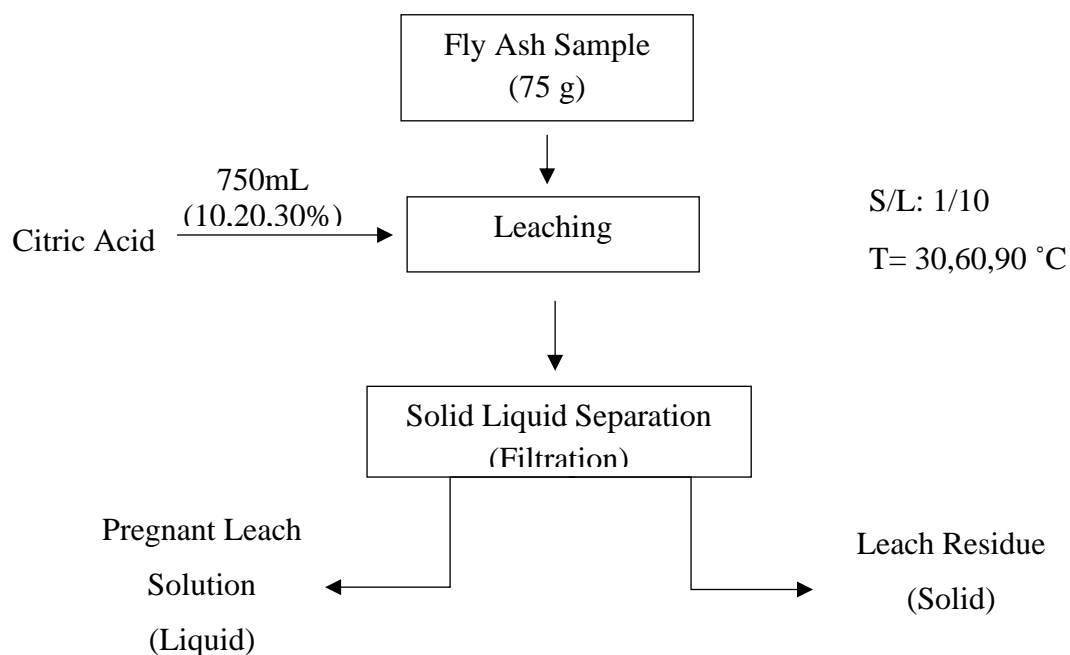 Fly Ash Sample
(75 g)
750mL
(10,20,30%)
Citric Acid
Leaching
S/L: 1/10
T= 30,60,90 ˚C
Solid Liquid Separation
(Filtration)
Pregnant Leach
Solution
(Liquid)
Leach Residue
(Solid)